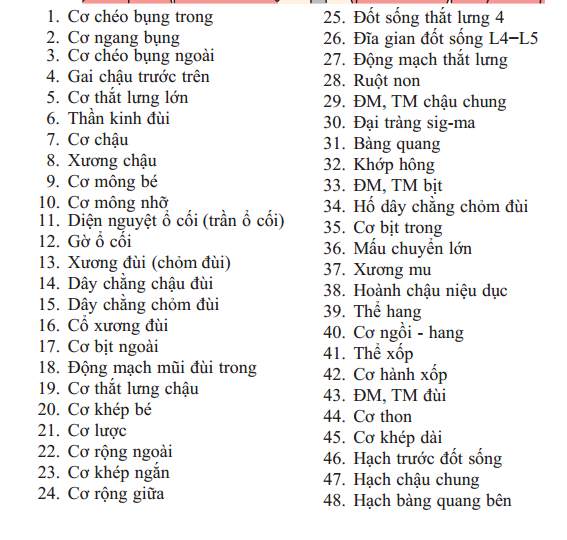 1. Cơ chéo bụng trong
2. Cơ ngang bụng
3. Cơ chéo bụng ngoài
4. Gai chậu trước trên
5. Cơ thắt lưng lớn
6. Thần kinh đùi
7. Cơ chậu
8. Xương chậu
9. Cơ mông bé
10. Cơ mông nhỡ
11. Diện nguyệt ổ cối (trần ổ cối)
12. Gờ ổ cối
13. Xương đùi (chỏm đùi)
14. Dây chằng chậu đùi
15. Dây chằng chỏm đùi
16. Cổ xương đùi
17. Cơ bịt ngoài
18. Động mạch mũi đùi trong
19. Cơ thắt lưng chậu
20. Cơ khép bé
21. Cơ lược
22. Cơ rộng ngoài
23. Cơ khép ngắn
24. Cơ rộng giữa
25. Đốt sống thắt lưng 4
26. Đĩa gian đốt sống L4–L5
27. Động mạch thắt lưng
28. Ruột non
29. ĐM, TM chậu chung
30. Đại tràng sig-ma
31. Bàng quang
32. Khớp hông
33. ĐM, TM bịt
34. Hố dây chằng chỏm đùi
35. Cơ bịt trong
36. Mấu chuyển lớn
37. Xương mu
38. Hoành chậu niệu dục
39. Thể hang
40. Cơ ngồi - hang
41. Thể xốp
42. Cơ hành xốp
43. ĐM, TM đùi
44. Cơ thon
45. Cơ khép dài
46. Hạch trước đốt sống
47. Hạch chậu chung
48. Hạch bàng quang bên